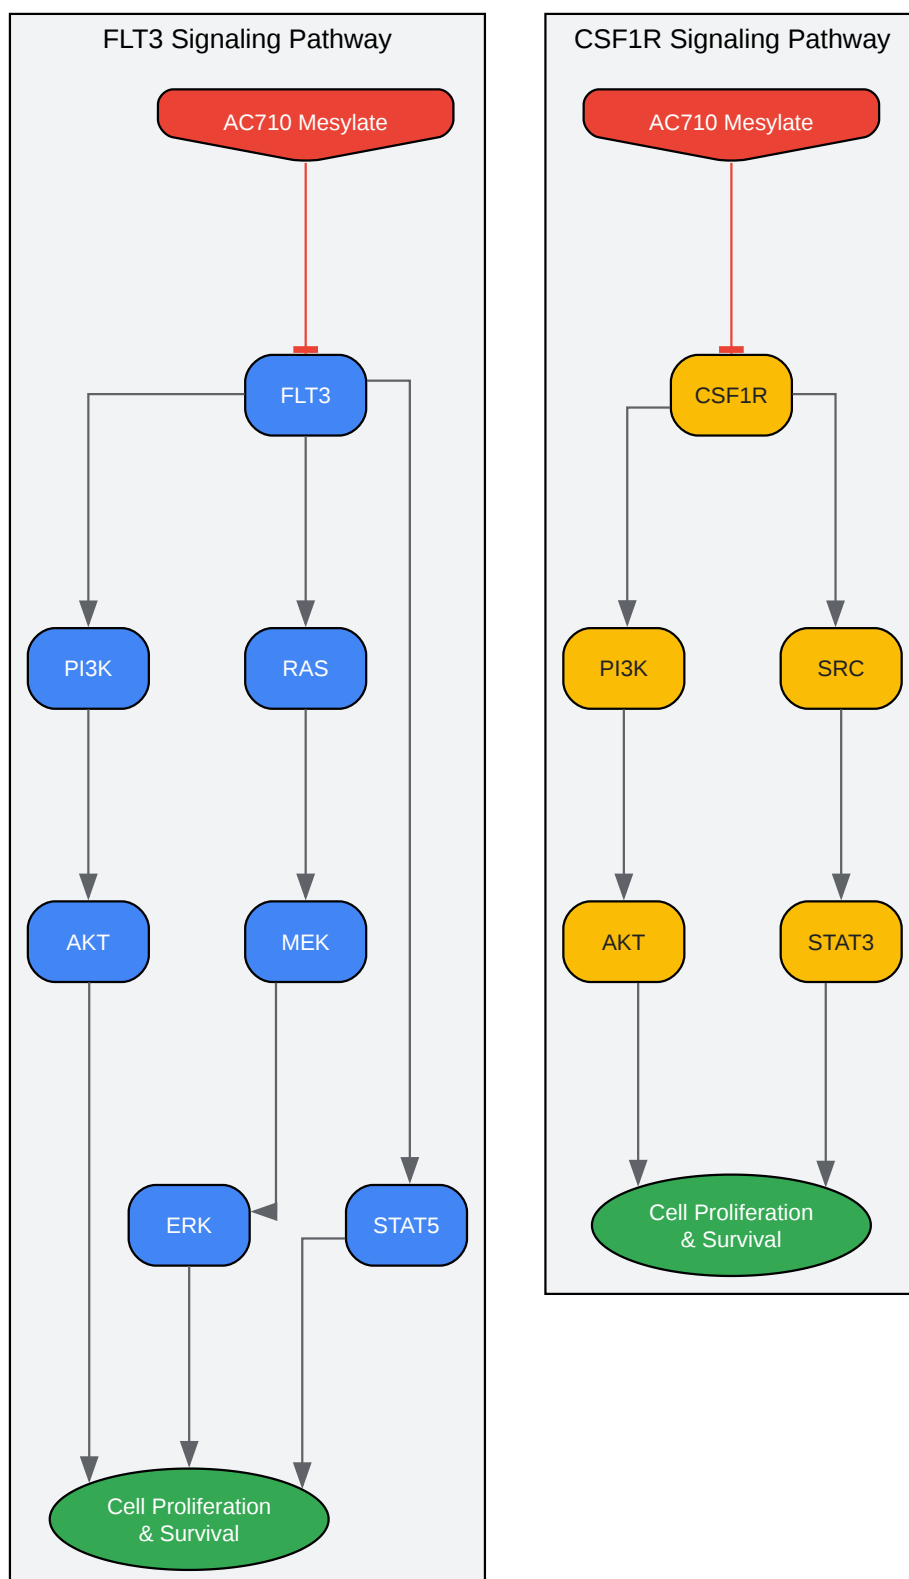 FLT3 Signaling Pathway
AC710 Mesylate
FLT3
PI3K
RAS
AKT
MEK
ERK
STAT5
Cell Proliferation
& Survival
CSF1R Signaling Pathway
AC710 Mesylate
CSF1R
PI3K
SRC
AKT
STAT3
Cell Proliferation
& Survival